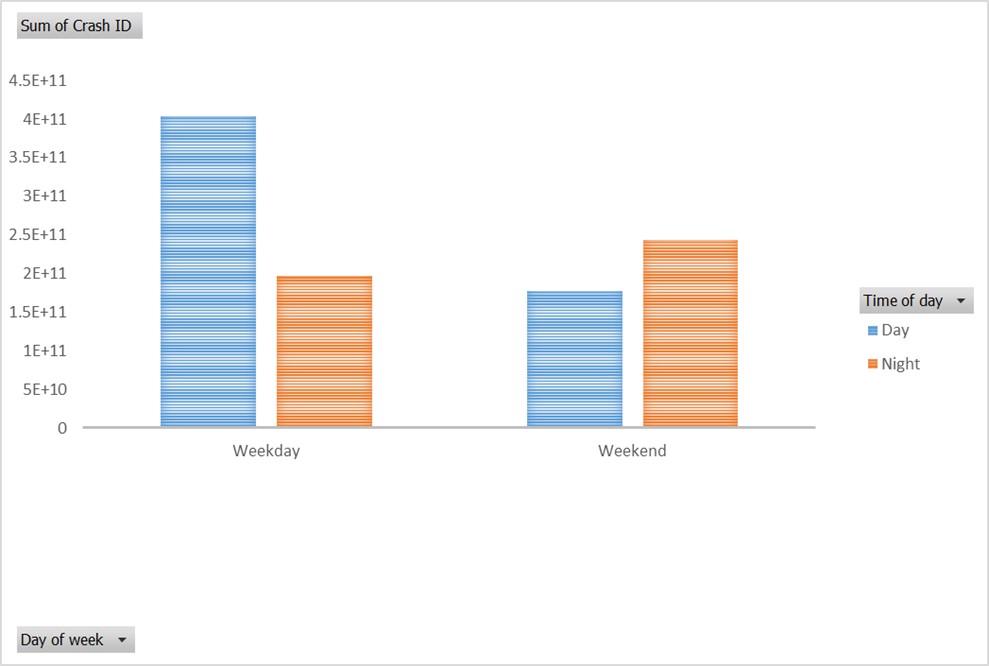 Sum of Crash ID
4.5E+11
4E+11
3.5E+11
3E+11
2.5E+11
2E+11
1.5E+11
1E+11
5E+10
0
Weekday
Weekend
Time of day
Day
Night
Day of week